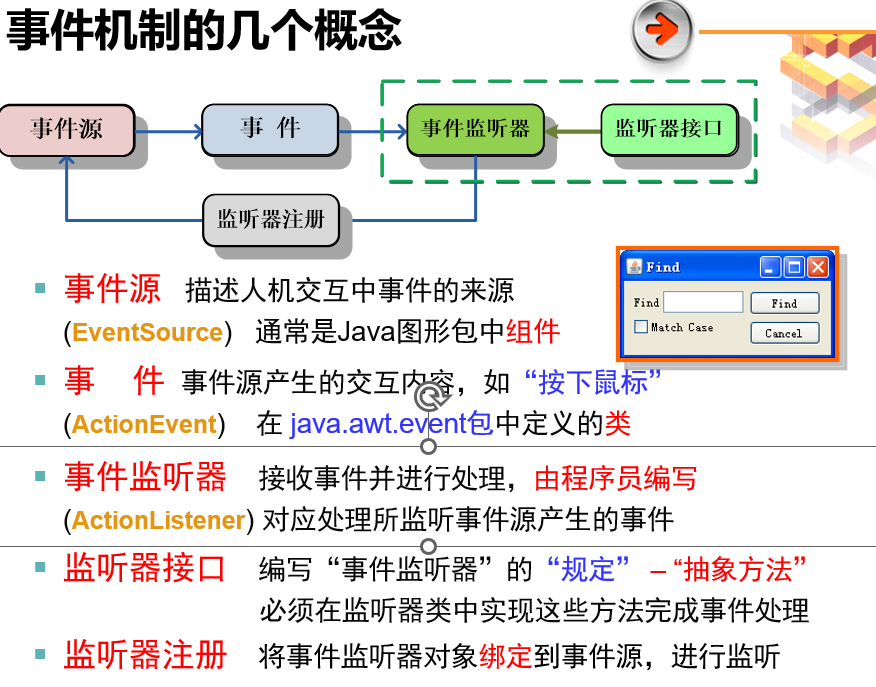 事件机制的几个概念
事件源
事 件
事件监听器
监听器接口
监听器注册
事件源 描述人机交互中事件的来源
(EventSource) 通常是Java图形包中组件
Find
Find
Find
Match Case
Cancel
事 件 事件源产生的交互内容，如“按下鼠标”
(ActionEvent) 在 java.awt.event包中定义的类
事件监听器 接收事件并进行处理，由程序员编写
(ActionListener) 对应处理所监听事件源产生的事件
监听器接口 编写“事件监听器”的“规定” – “抽象方法”
必须在监听器类中实现这些方法完成事件处理
监听器注册 将事件监听器对象绑定到事件源，进行监听